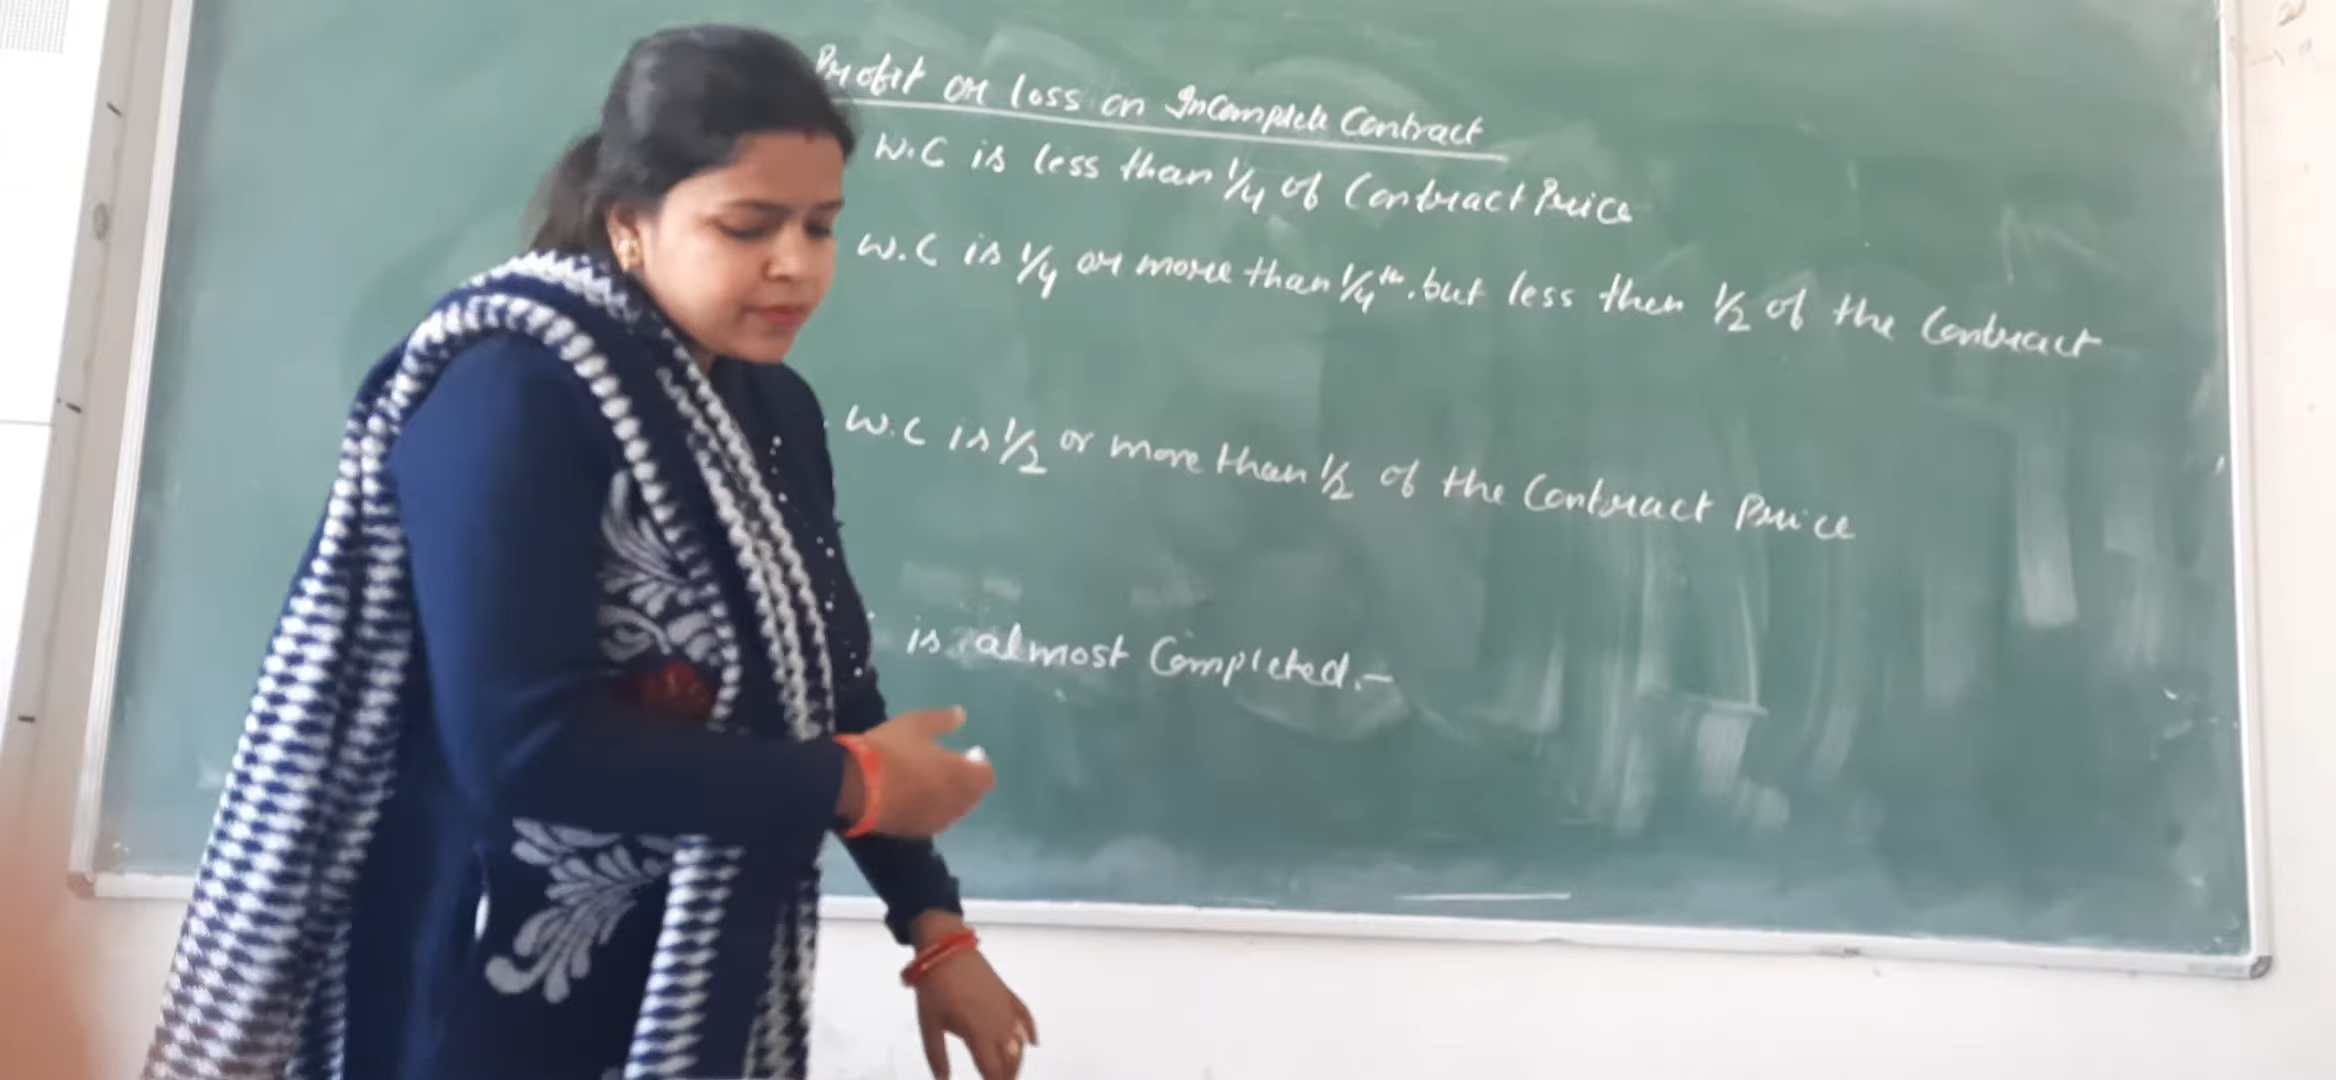 Profit or loss on Incomplete Contract
W.C is less than 1/4 of Contract Price
W.C is 1/4 or more than 1/4th. but less then 1/2 of the Contract
W.C is 1/2 or more than 1/2 of the Contract Price
is almost Completed.-